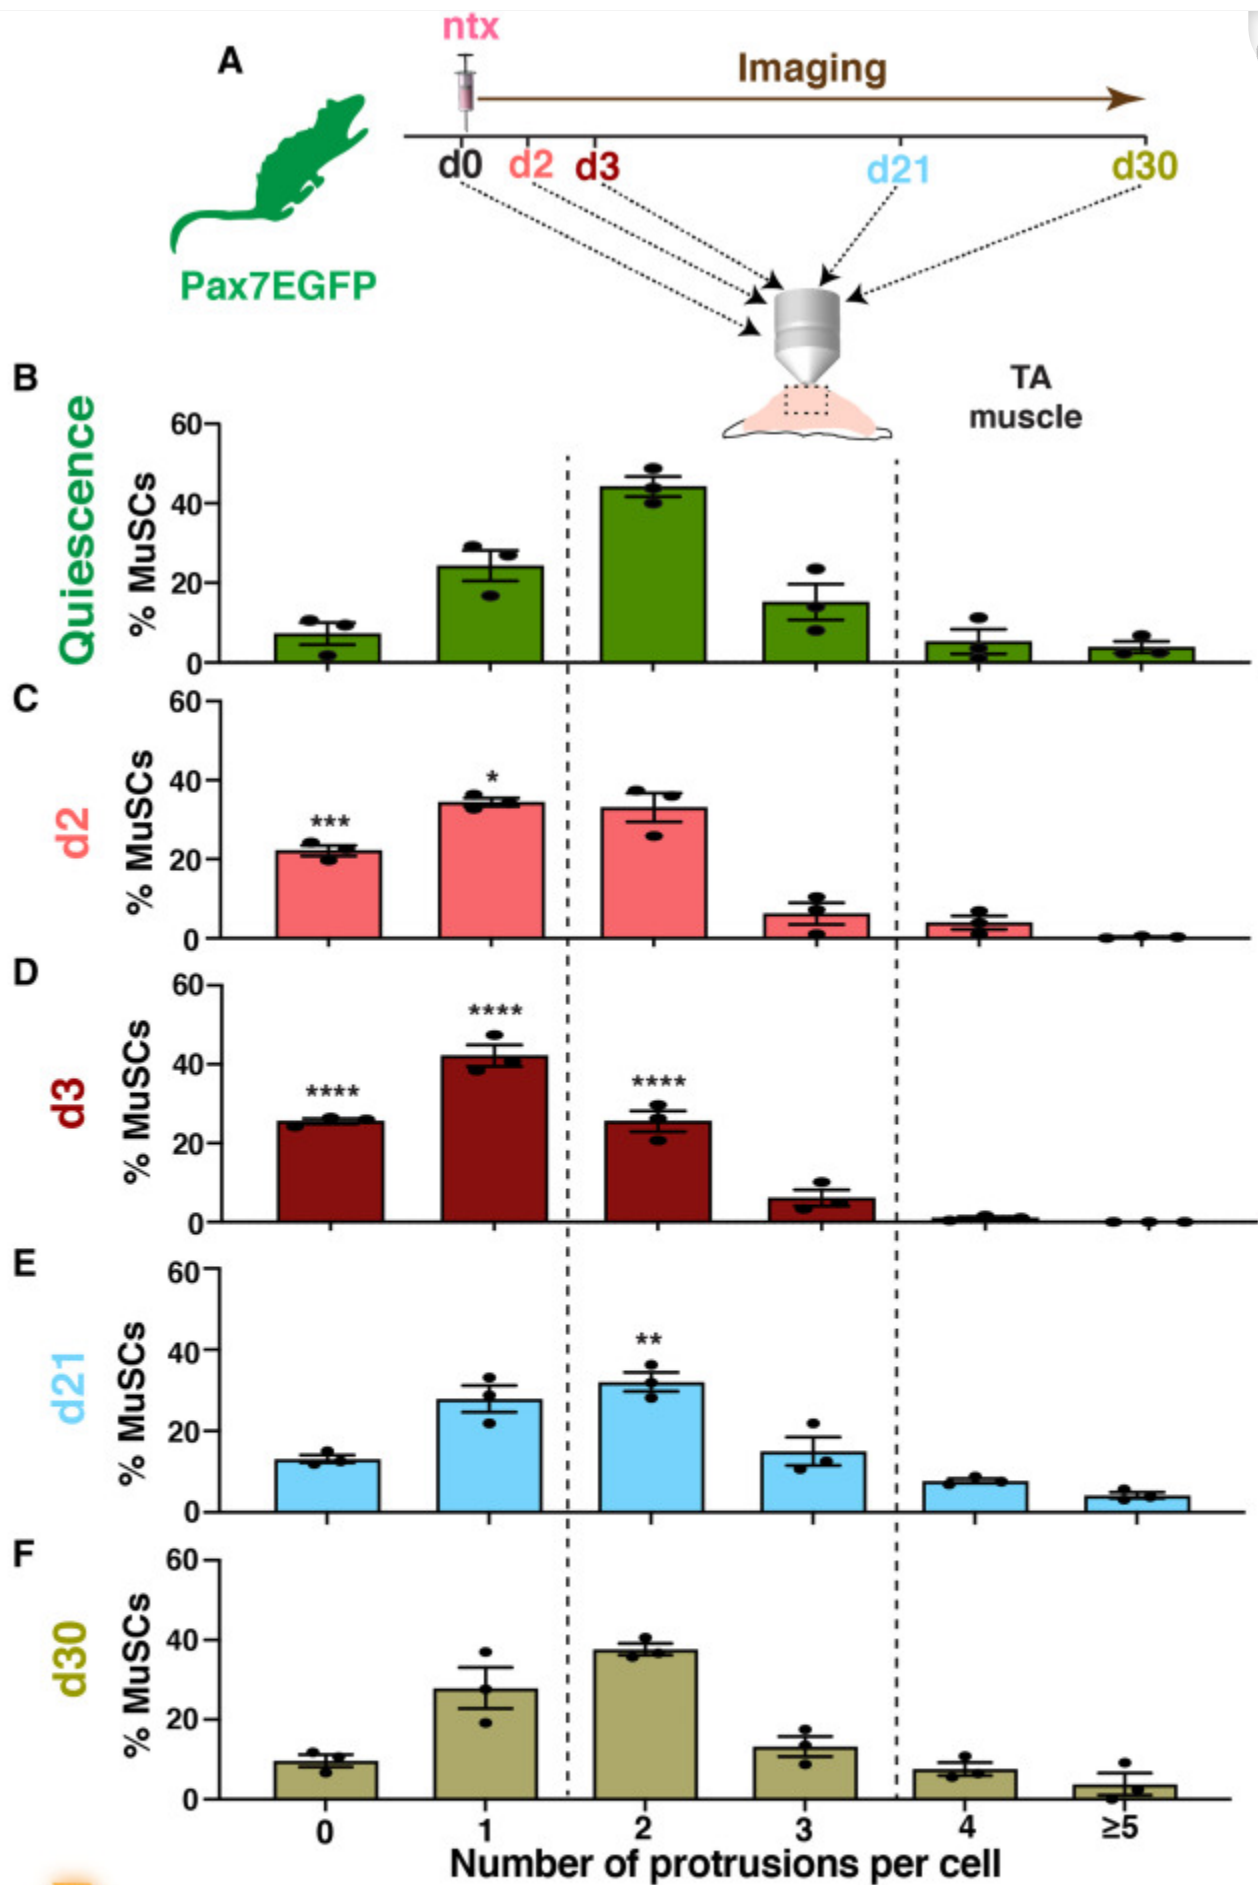 A
ntx
Imaging
d0 d2 d3 d21 d30
Pax7EGFP
TA
muscle
B
Quiescence
% MuSCs
60
40
20
0
C
d2
% MuSCs
60
40
20
0
***
*
D
d3
% MuSCs
60
40
20
0
****
****
****
E
d21
% MuSCs
60
40
20
0
**
F
d30
% MuSCs
60
40
20
0
0 1 2 3 4 ≥5
Number of protrusions per cell